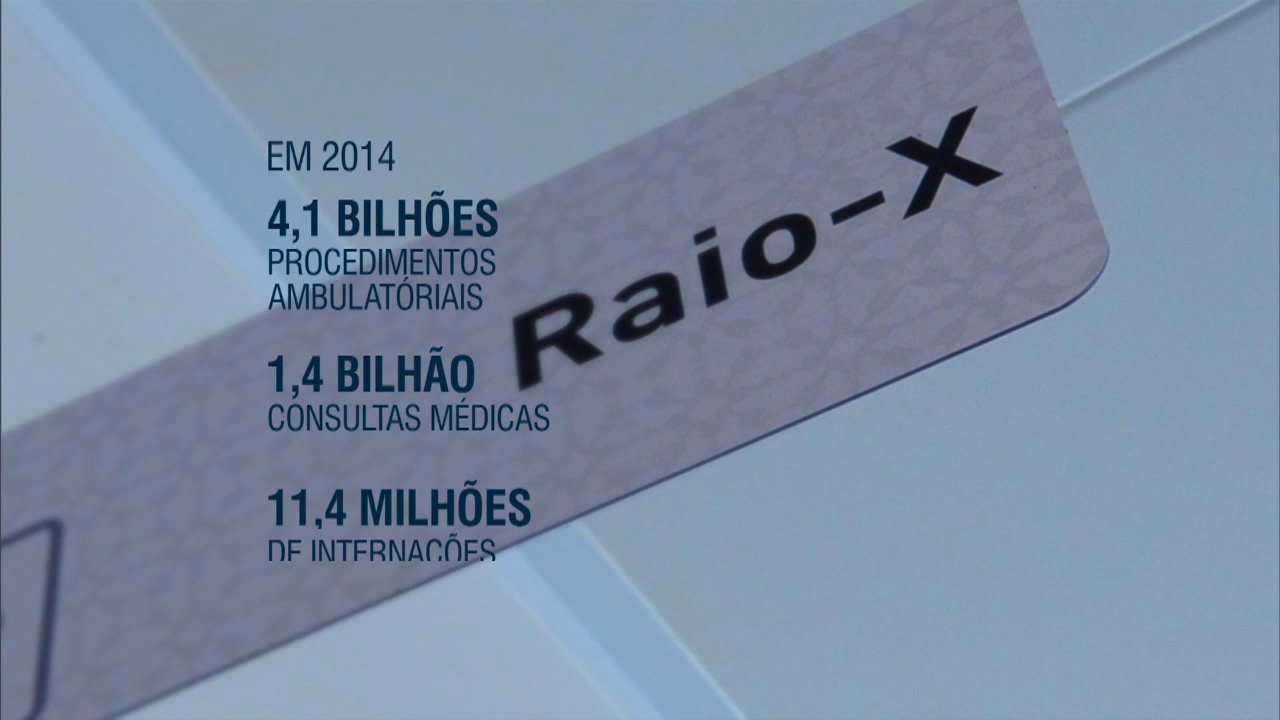 EM 2014
4,1 BILHÕES
PROCEDIMENTOS
AMBULATÓRIAIS
1,4 BILHÃO
CONSULTAS MÉDICAS
11,4 MILHÕES
DE INTERNAÇÕES
Raio-X